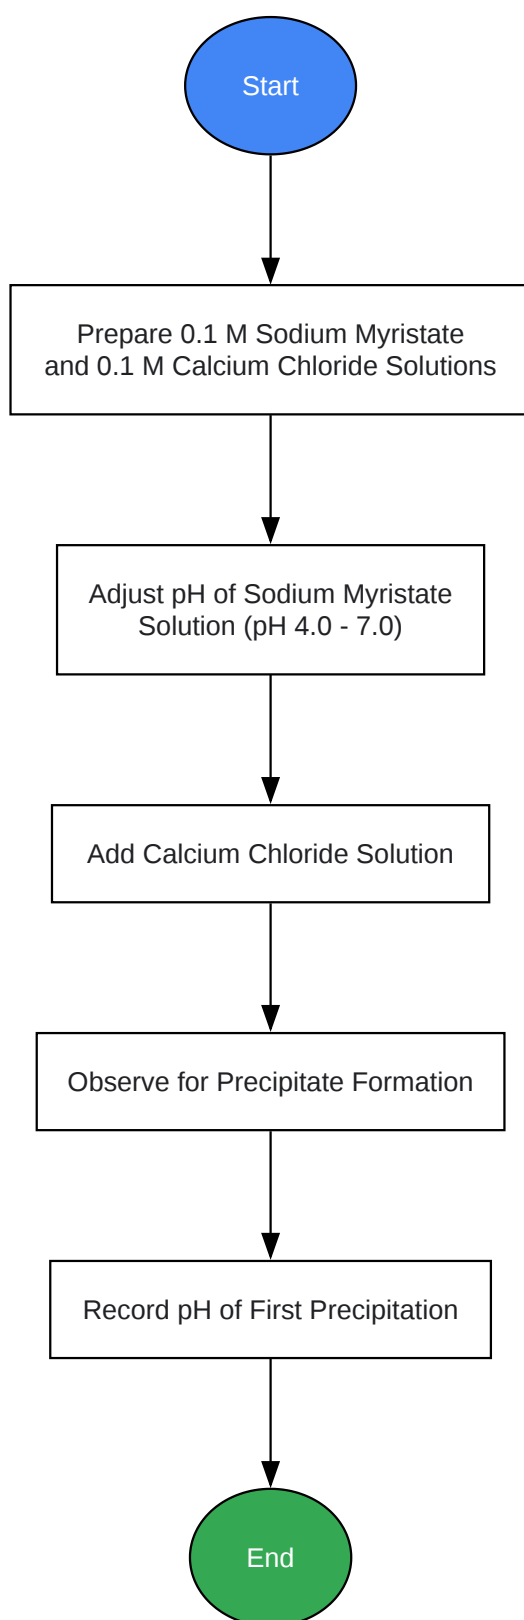 Start
Prepare 0.1 M Sodium Myristate
and 0.1 M Calcium Chloride Solutions
Adjust pH of Sodium Myristate
Solution (pH 4.0 - 7.0)
Add Calcium Chloride Solution
Observe for Precipitate Formation
Record pH of First Precipitation
End